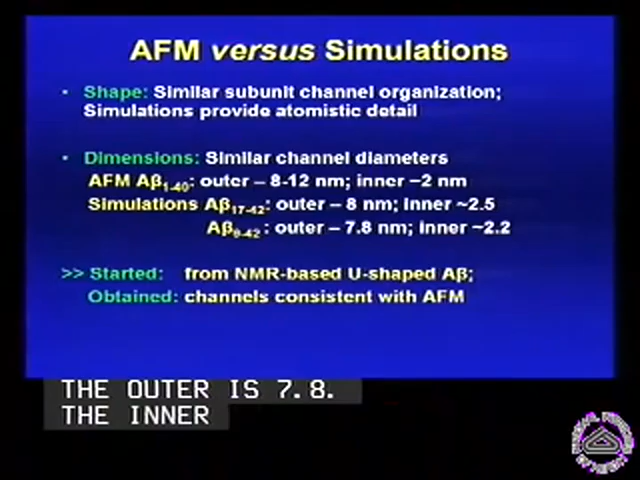 AFM versus Simulations
• Shape: Similar subunit channel organization;
Simulations provide atomistic detail
• Dimensions: Similar channel diameters
AFM Aβ1-40: outer – 8-12 nm; inner ~2 nm
Simulations Aβ17-42: outer – 8 nm; inner ~2.5
Aβ9-42: outer – 7.8 nm; inner ~2.2
>> Started: from NMR-based U-shaped Aβ;
Obtained: channels consistent with AFM
THE OUTER IS 7.8.
THE INNER